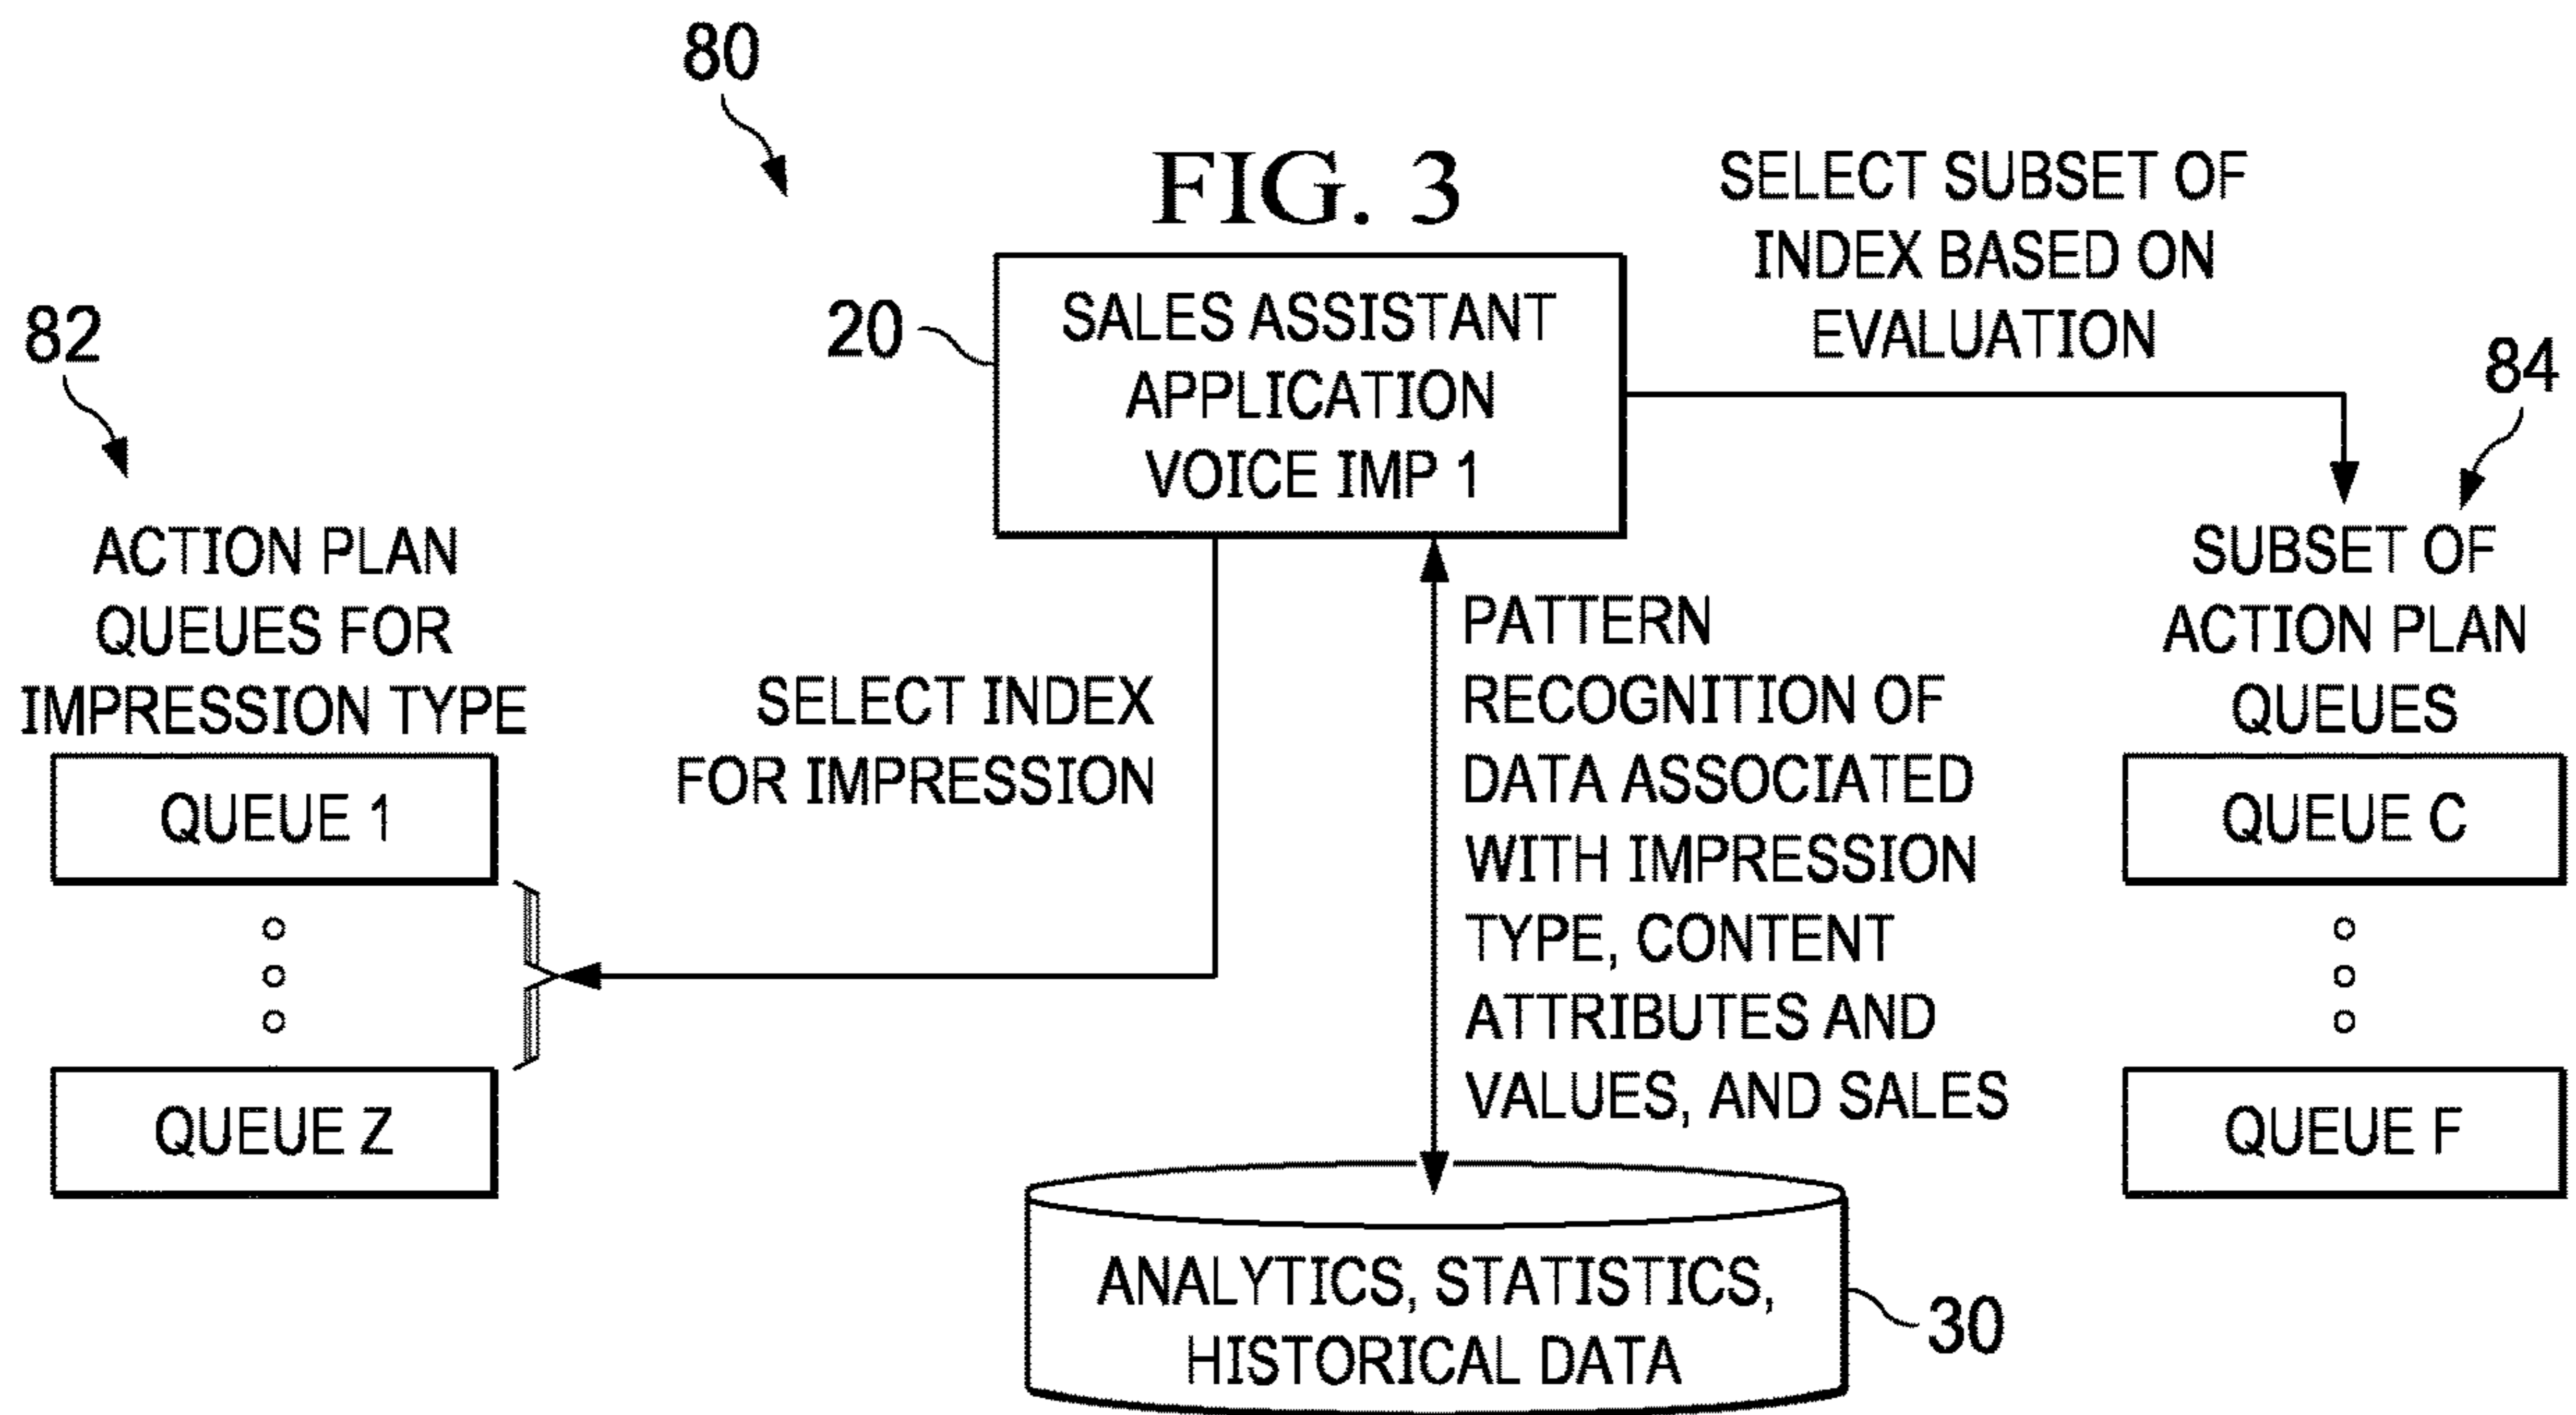 80
FIG. 3
20
SALES ASSISTANT
APPLICATION
VOICE IMP 1
SELECT SUBSET OF
INDEX BASED ON
EVALUATION
82
84
ACTION PLAN
QUEUES FOR
IMPRESSION TYPE
QUEUE 1
QUEUE Z
SELECT INDEX
FOR IMPRESSION
PATTERN
RECOGNITION OF
DATA ASSOCIATED
WITH IMPRESSION
TYPE, CONTENT
ATTRIBUTES AND
VALUES, AND SALES
SUBSET OF
ACTION PLAN
QUEUES
QUEUE C
QUEUE F
ANALYTICS, STATISTICS,
HISTORICAL DATA
30